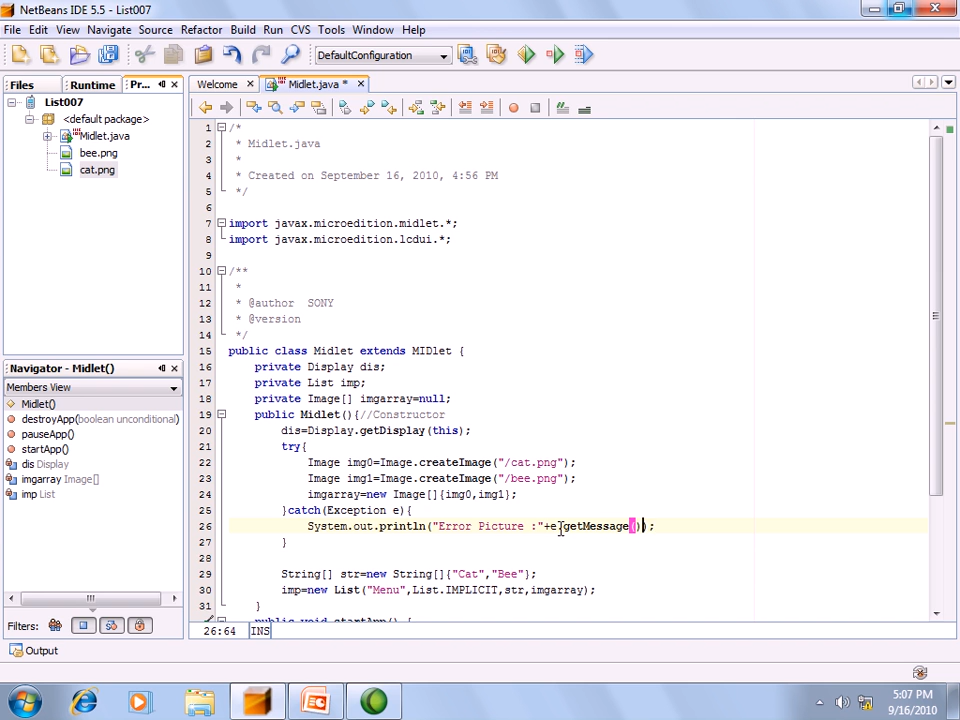 NetBeans IDE 5.5 - List007
File Edit View Navigate Source Refactor Build Run CVS Tools Window Help
DefaultConfiguration
Files Runtime Pr...
Welcome Midlet.java *
List007
<default package>
Midlet.java
bee.png
cat.png
1 /*
2 * Midlet.java
3 *
4 * Created on September 16, 2010, 4:56 PM
5 */
6
7 import javax.microedition.midlet.*;
8 import javax.microedition.lcdui.*;
9
10 /**
11 *
12 * @author SONY
13 * @version
14 */
15 public class Midlet extends MIDlet {
16 private Display dis;
17 private List imp;
18 private Image[] imgarray=null;
19 public Midlet(){//Constructor
20 dis=Display.getDisplay(this);
21 try{
22 Image img0=Image.createImage("/cat.png");
23 Image img1=Image.createImage("/bee.png");
24 imgarray=new Image[]{img0,img1};
25 }catch(Exception e){
26 System.out.println("Error Picture :"+e.getMessage());
27 }
28
29 String[] str=new String[]{"Cat","Bee"};
30 imp=new List("Menu",List.IMPLICIT,str,imgarray);
31 }
public void startApp() {
Navigator - Midlet()
Members View
Midlet()
destroyApp(boolean unconditional)
pauseApp()
startApp()
dis Display
imgarray Image[]
imp List
Filters:
26:64 INS
Output
5:07 PM
9/16/2010